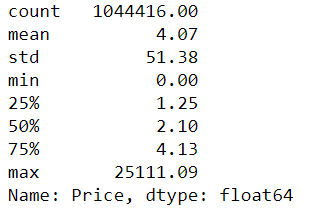 count   1044416.00
mean          4.07
std          51.38
min           0.00
25%           1.25
50%           2.10
75%           4.13
max       25111.09
Name: Price, dtype: float64